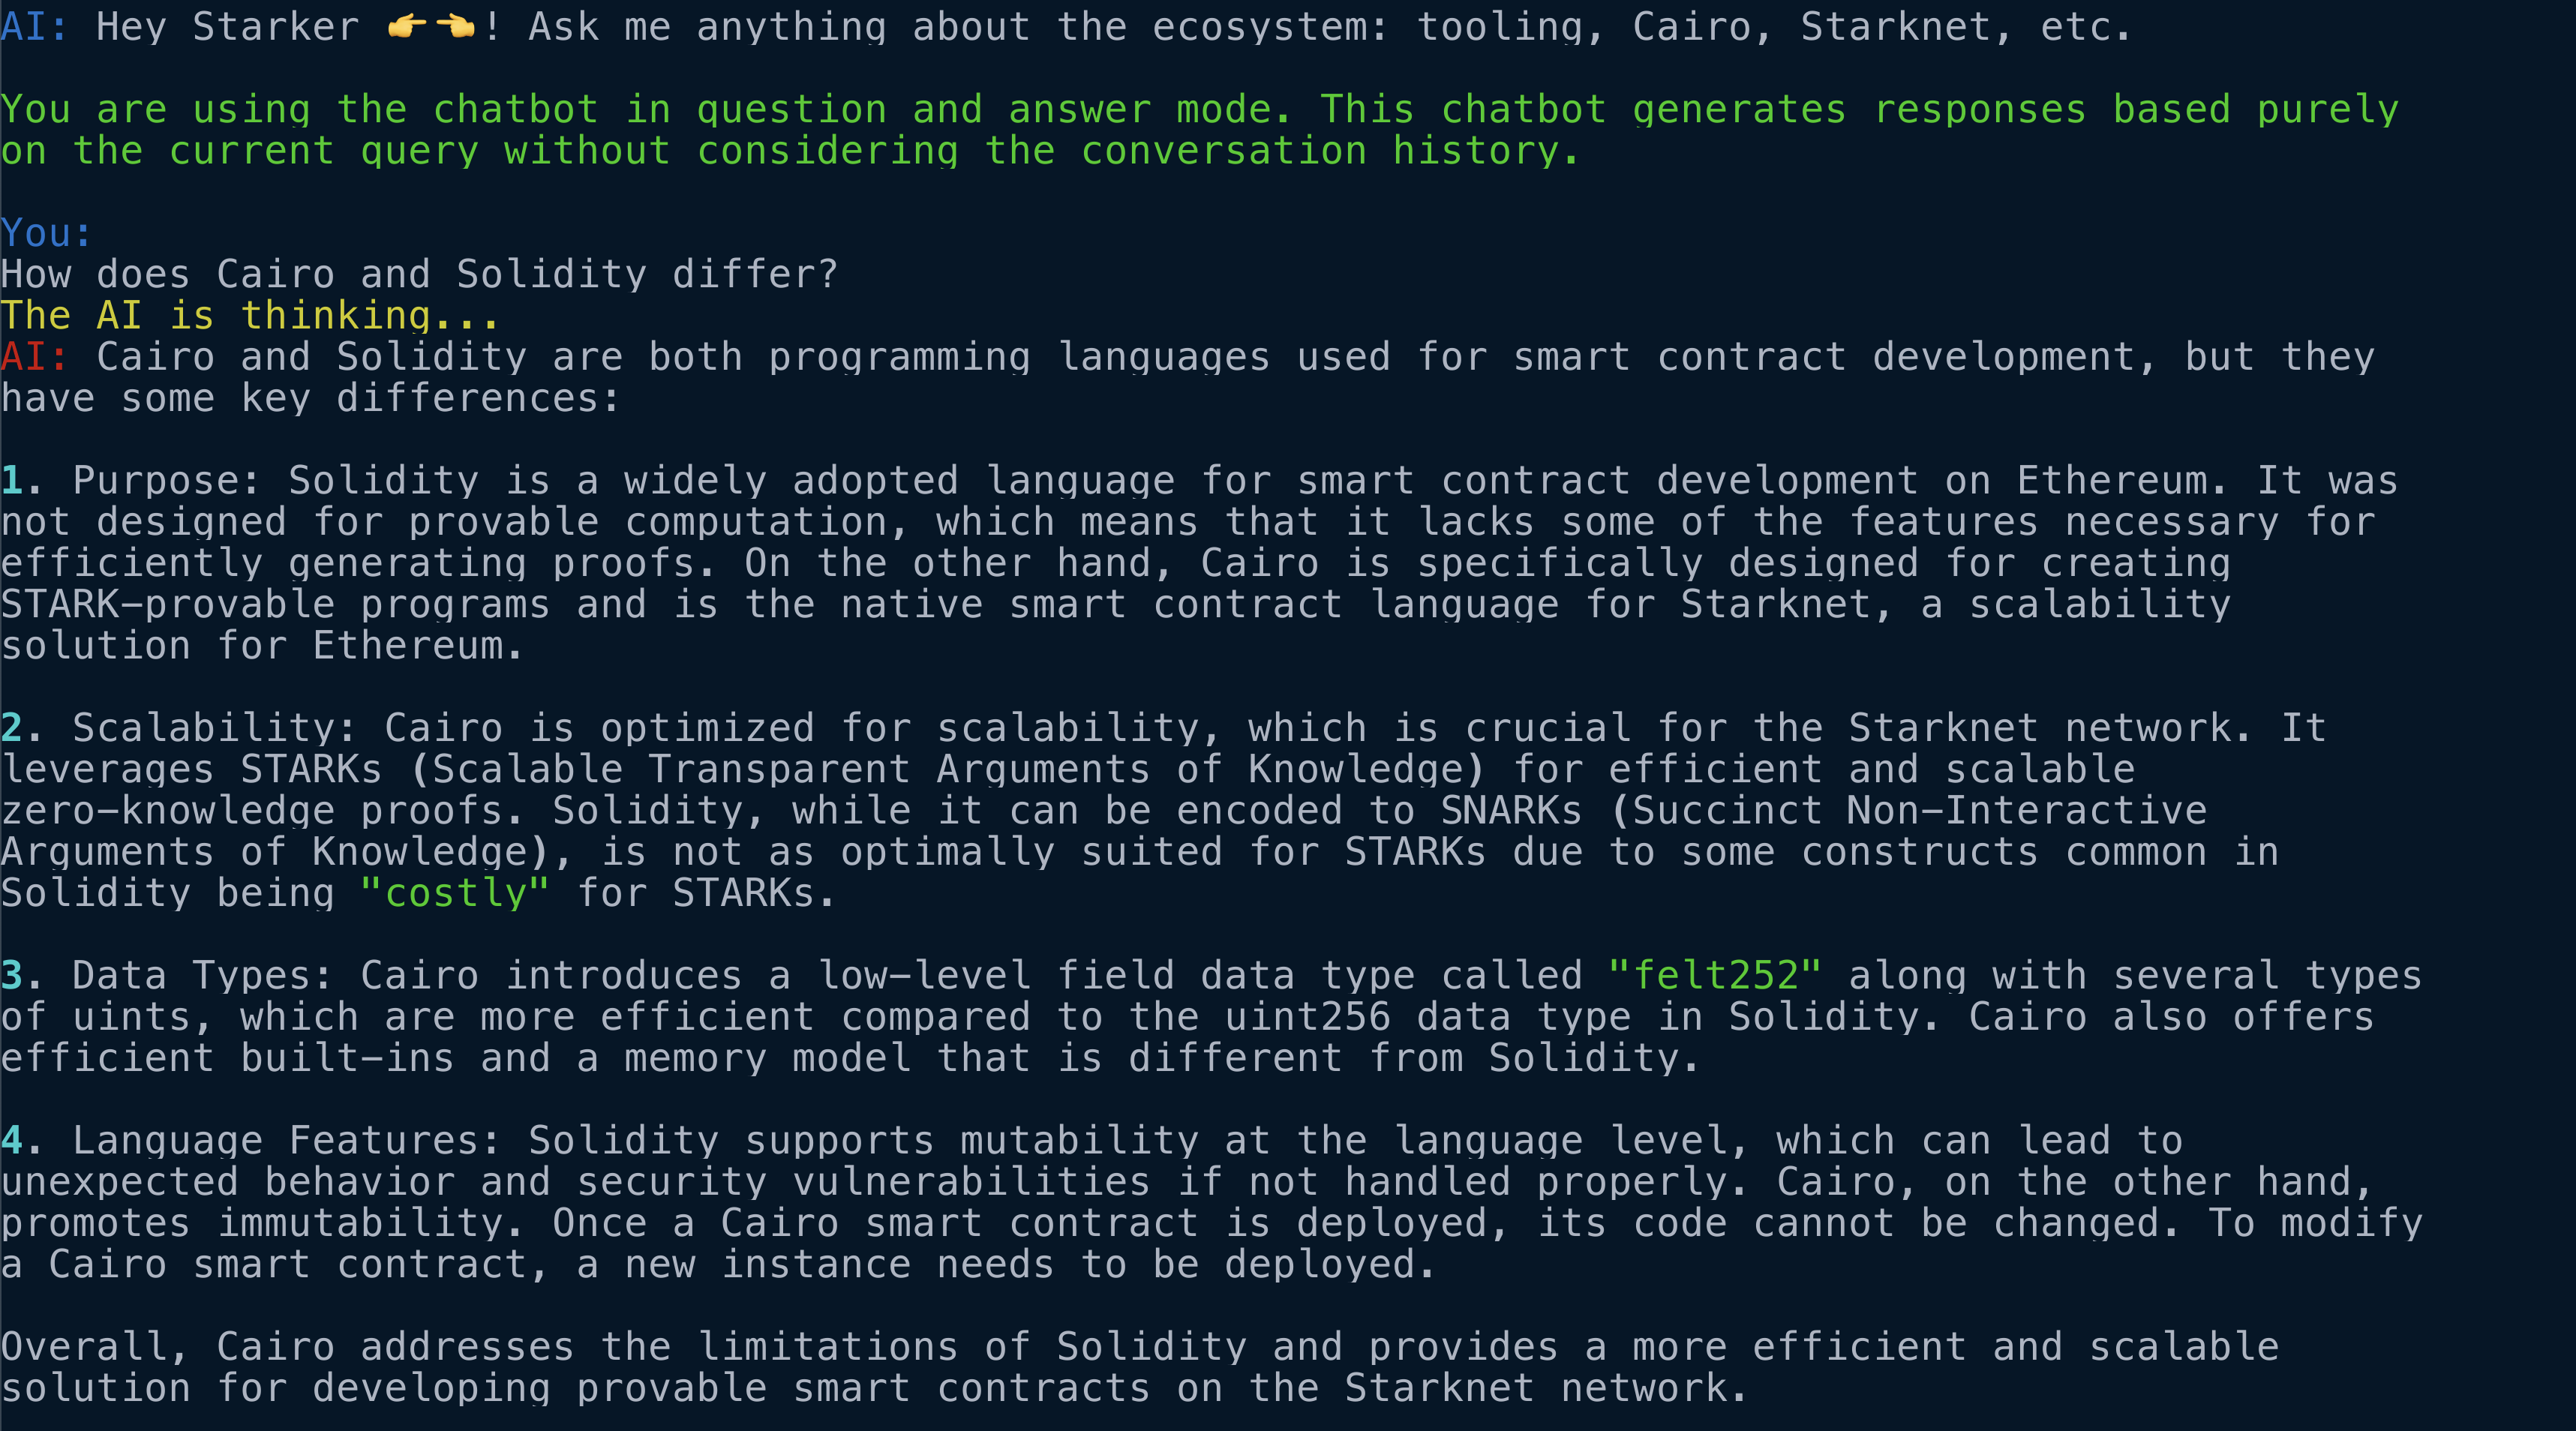 AI: Hey Starker 👉👈! Ask me anything about the ecosystem: tooling, Cairo, Starknet, etc.
You are using the chatbot in question and answer mode. This chatbot generates responses based purely
on the current query without considering the conversation history.
You:
How does Cairo and Solidity differ?
The AI is thinking...
AI: Cairo and Solidity are both programming languages used for smart contract development, but they
have some key differences:
1. Purpose: Solidity is a widely adopted language for smart contract development on Ethereum. It was
not designed for provable computation, which means that it lacks some of the features necessary for
efficiently generating proofs. On the other hand, Cairo is specifically designed for creating
STARK-provable programs and is the native smart contract language for Starknet, a scalability
solution for Ethereum.
2. Scalability: Cairo is optimized for scalability, which is crucial for the Starknet network. It
leverages STARKs (Scalable Transparent Arguments of Knowledge) for efficient and scalable
zero-knowledge proofs. Solidity, while it can be encoded to SNARKs (Succinct Non-Interactive
Arguments of Knowledge), is not as optimally suited for STARKs due to some constructs common in
Solidity being "costly" for STARKs.
3. Data Types: Cairo introduces a low-level field data type called "felt252" along with several types
of uints, which are more efficient compared to the uint256 data type in Solidity. Cairo also offers
efficient built-ins and a memory model that is different from Solidity.
4. Language Features: Solidity supports mutability at the language level, which can lead to
unexpected behavior and security vulnerabilities if not handled properly. Cairo, on the other hand,
promotes immutability. Once a Cairo smart contract is deployed, its code cannot be changed. To modify
a Cairo smart contract, a new instance needs to be deployed.
Overall, Cairo addresses the limitations of Solidity and provides a more efficient and scalable
solution for developing provable smart contracts on the Starknet network.